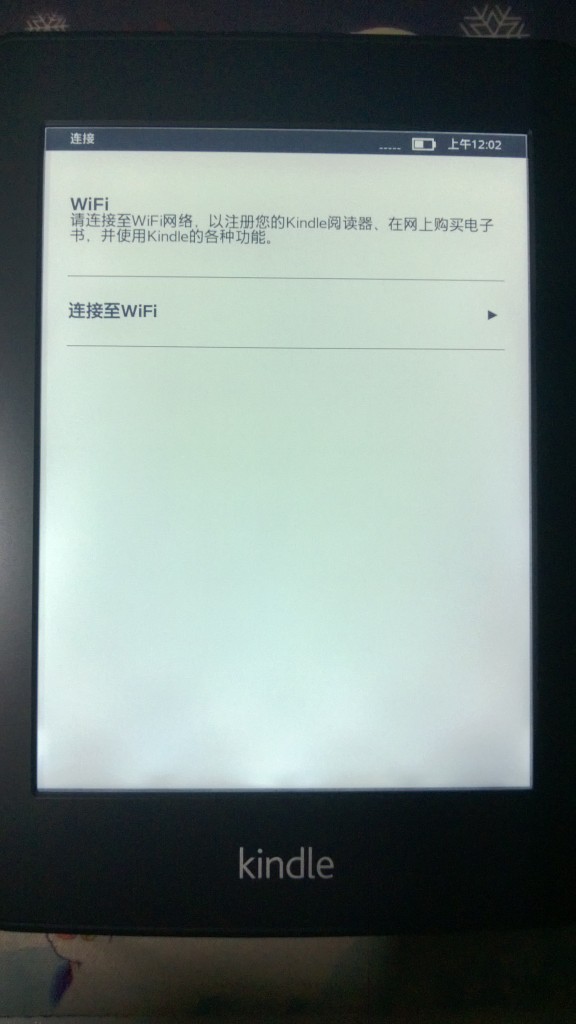 连接
上午12:02
WiFi
请连接至WiFi网络，以注册您的Kindle阅读器、在网上购买电子
书、并使用Kindle的各种功能。
连接至WiFi
kindle